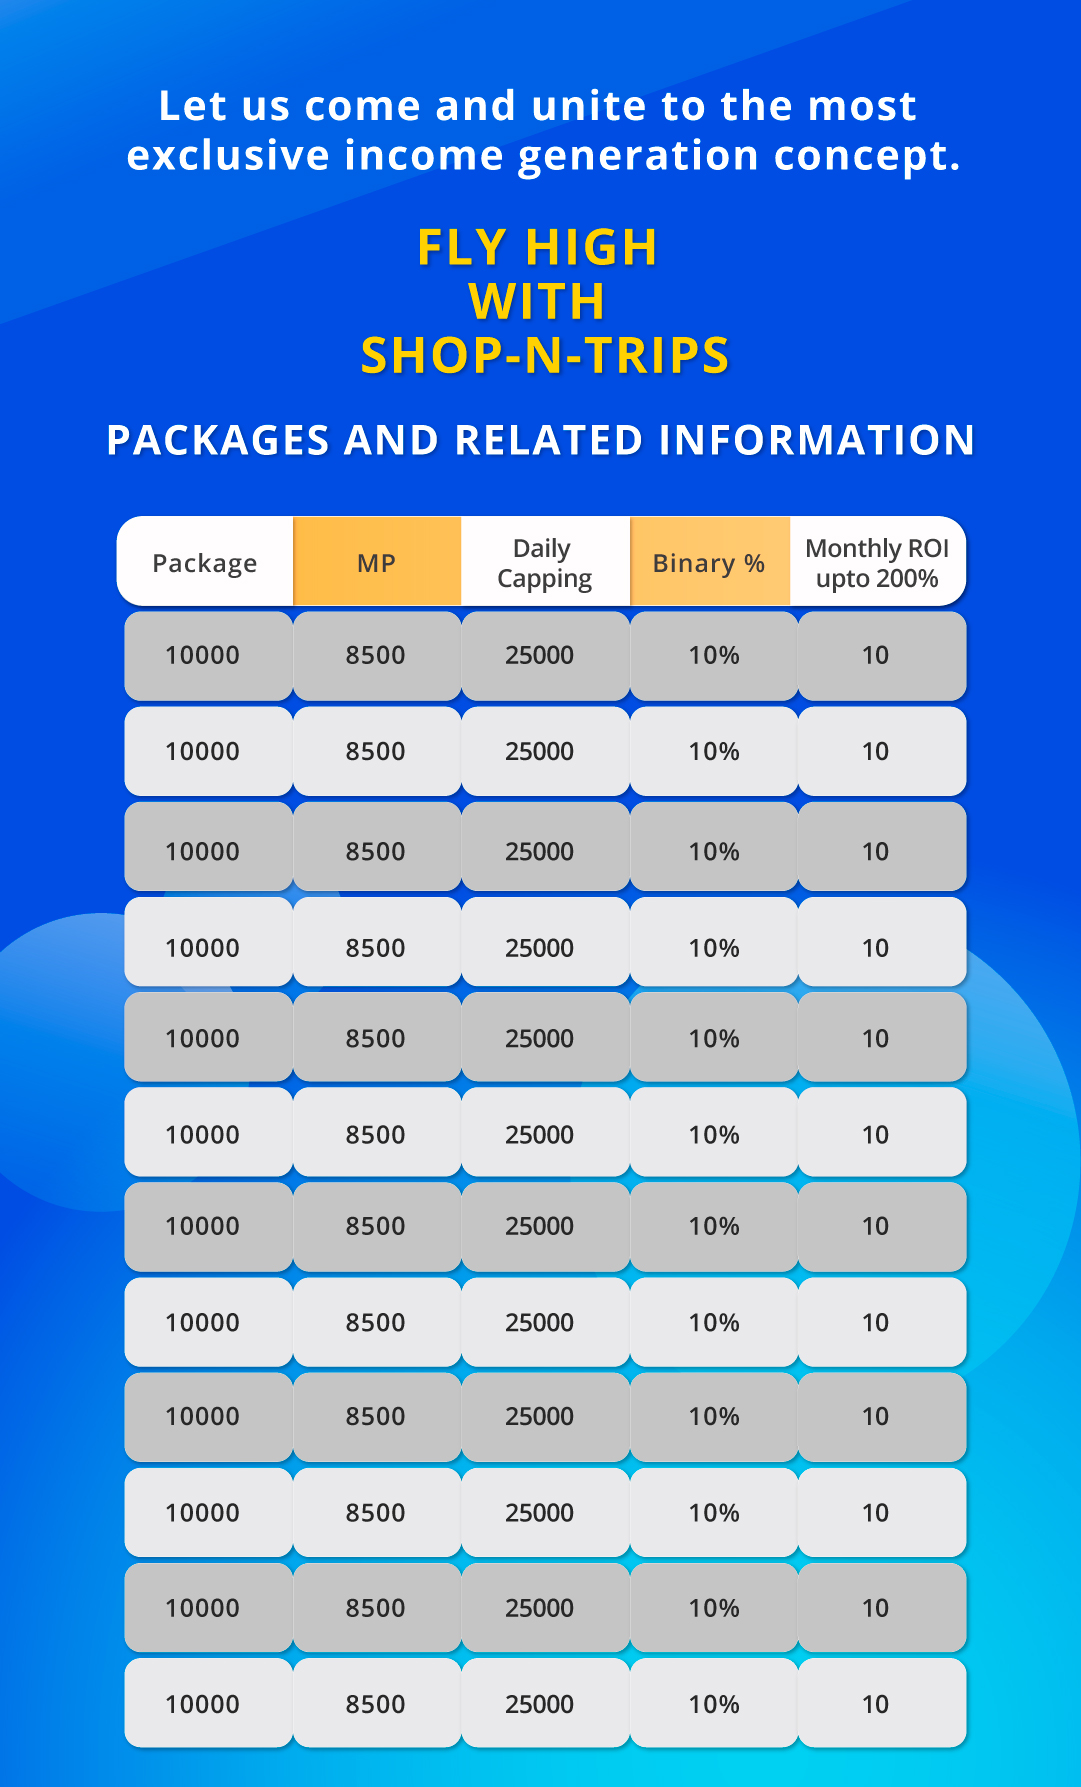 Let us come and unite to the most
exclusive income generation concept.
FLY HIGH
WITH
SHOP-N-TRIPS
PACKAGES AND RELATED INFORMATION
Package MP Daily Capping Binary % Monthly ROI upto 200%
10000 8500 25000 10% 10
10000 8500 25000 10% 10
10000 8500 25000 10% 10
10000 8500 25000 10% 10
10000 8500 25000 10% 10
10000 8500 25000 10% 10
10000 8500 25000 10% 10
10000 8500 25000 10% 10
10000 8500 25000 10% 10
10000 8500 25000 10% 10
10000 8500 25000 10% 10
10000 8500 25000 10% 10